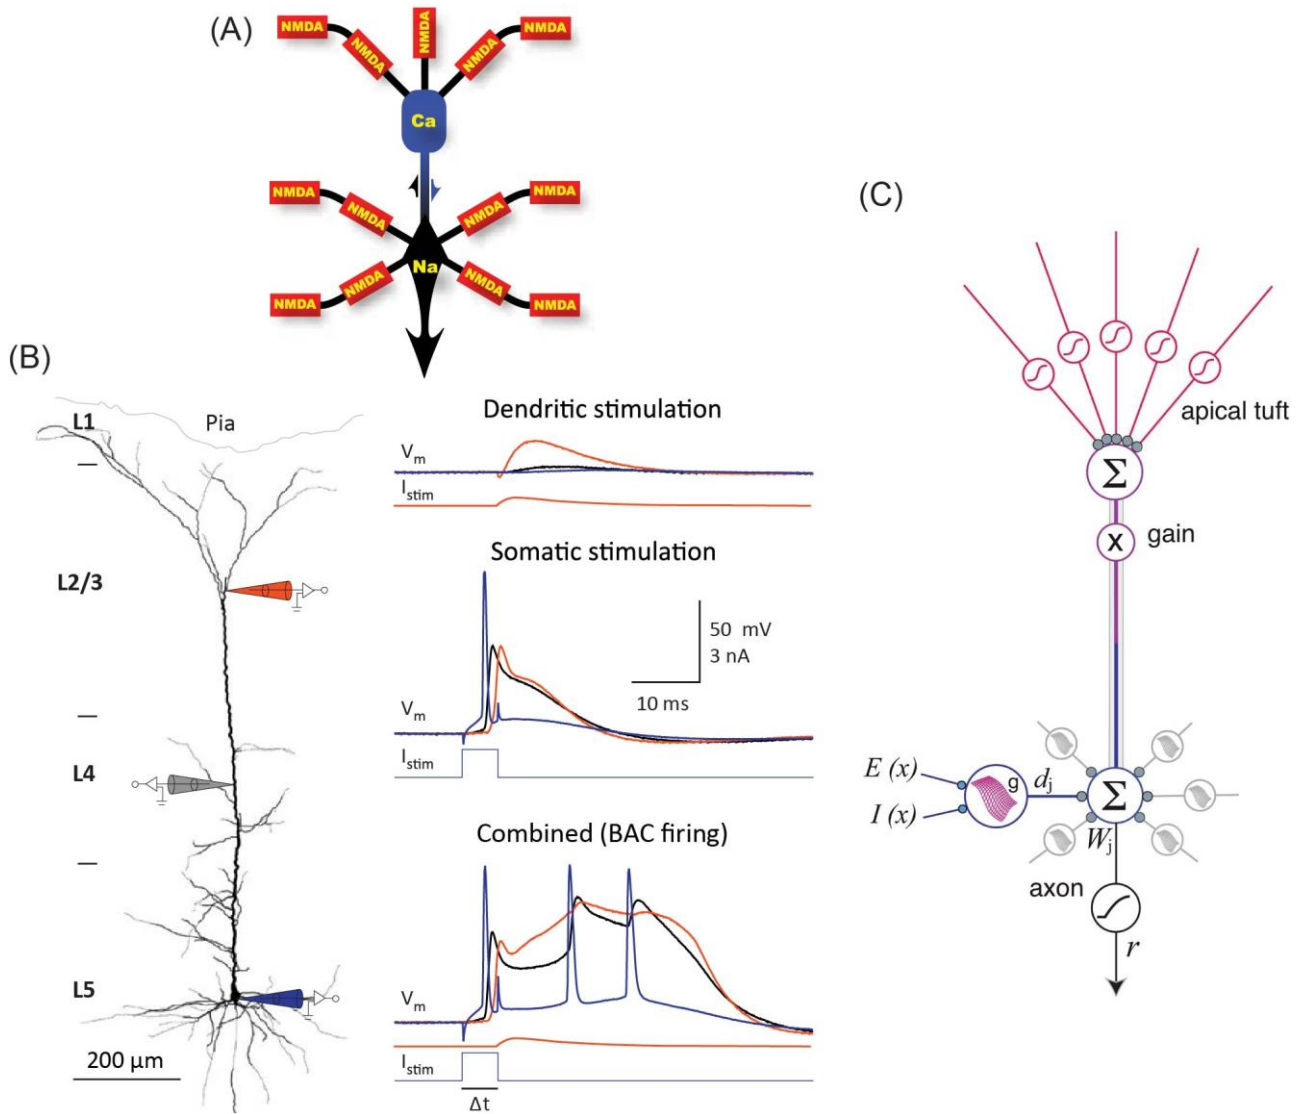 (A)
NMDA
NMDA
NMDA
NMDA
NMDA
Ca
NMDA
NMDA
NMDA
NMDA
Na
NMDA
NMDA
NMDA
NMDA
(B)
L1
Pia
L2/3
L4
L5
200 µm
Dendritic stimulation
Vm
Istim
Somatic stimulation
50 mV
3 nA
10 ms
Vm
Istim
Combined (BAC firing)
Vm
Istim
Δt
(C)
apical tuft
Σ
x
gain
E (x)
I (x)
g
dj
Σ
Wj
axon
r